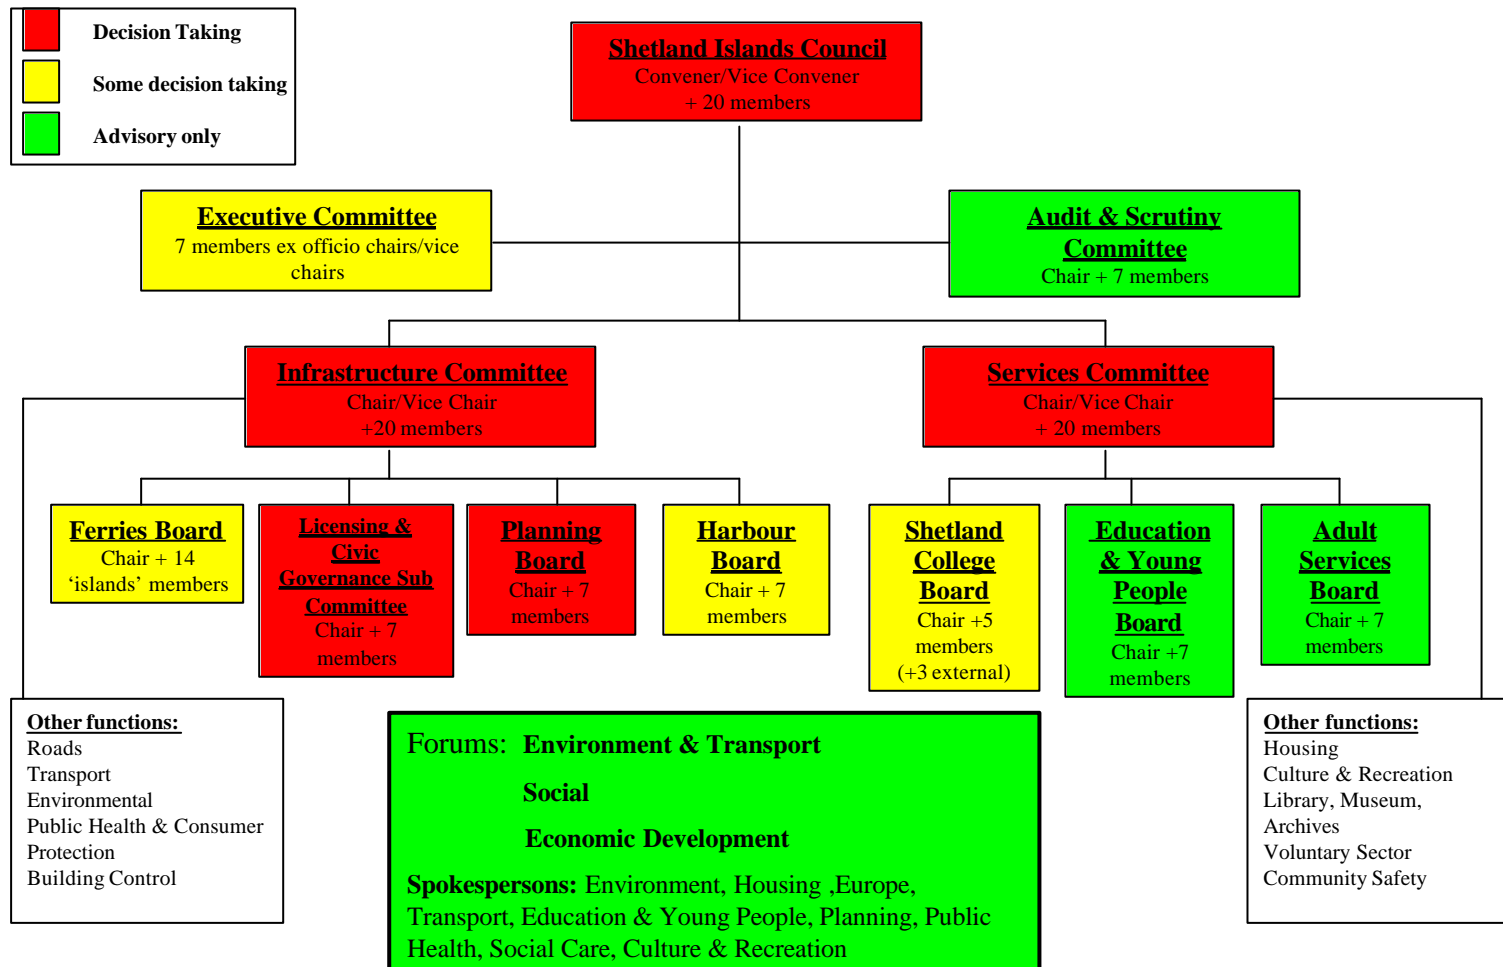 Decision Taking
Some decision taking
Advisory only
Shetland Islands Council
Convener/Vice Convener
+ 20 members
Executive Committee
7 members ex officio chairs/vice
chairs
Audit & Scrutiny
Committee
Chair + 7 members
Infrastructure Committee
Chair/Vice Chair
+20 members
Services Committee
Chair/Vice Chair
+ 20 members
Ferries Board
Chair + 14
‘islands’ members
Licensing &
Civic
Governance Sub
Committee
Chair + 7
members
Planning
Board
Chair + 7
members
Harbour
Board
Chair + 7
members
Shetland
College
Board
Chair +5
members
(+3 external)
Education
& Young
People
Board
Chair +7
members
Adult
Services
Board
Chair + 7
members
Other functions:
Roads
Transport
Environmental
Public Health & Consumer
Protection
Building Control
Forums: Environment & Transport
Social
Economic Development
Spokespersons: Environment, Housing ,Europe,
Transport, Education & Young People, Planning, Public
Health, Social Care, Culture & Recreation
Other functions:
Housing
Culture & Recreation
Library, Museum,
Archives
Voluntary Sector
Community Safety